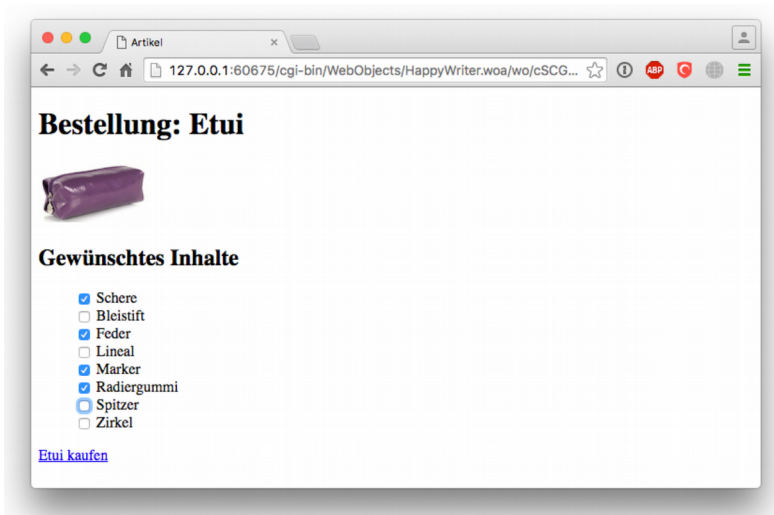 Artikel
127.0.0.1:60675/cgi-bin/WebObjects/HappyWriter.woa/wo/cSCG...
ABP
Bestellung: Etui
Gewünschtes Inhalte
Schere
Bleistift
Feder
Lineal
Marker
Radiergummi
Spitzer
Zirkel
Etui kaufen